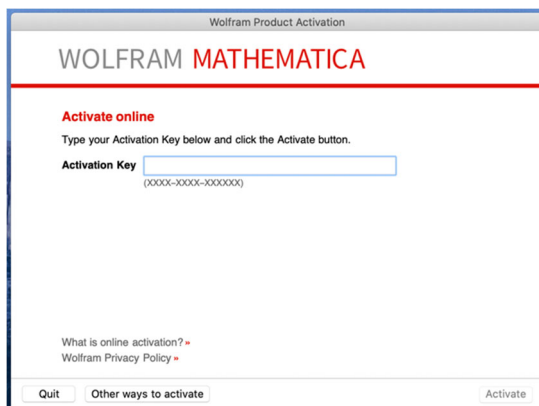 Wolfram Product Activation
WOLFRAM MATHEMATICA
Activate online
Type your Activation Key below and click the Activate button.
Activation Key
(XXXX–XXXX–XXXXXX)
What is online activation? »
Wolfram Privacy Policy »
Quit Other ways to activate Activate